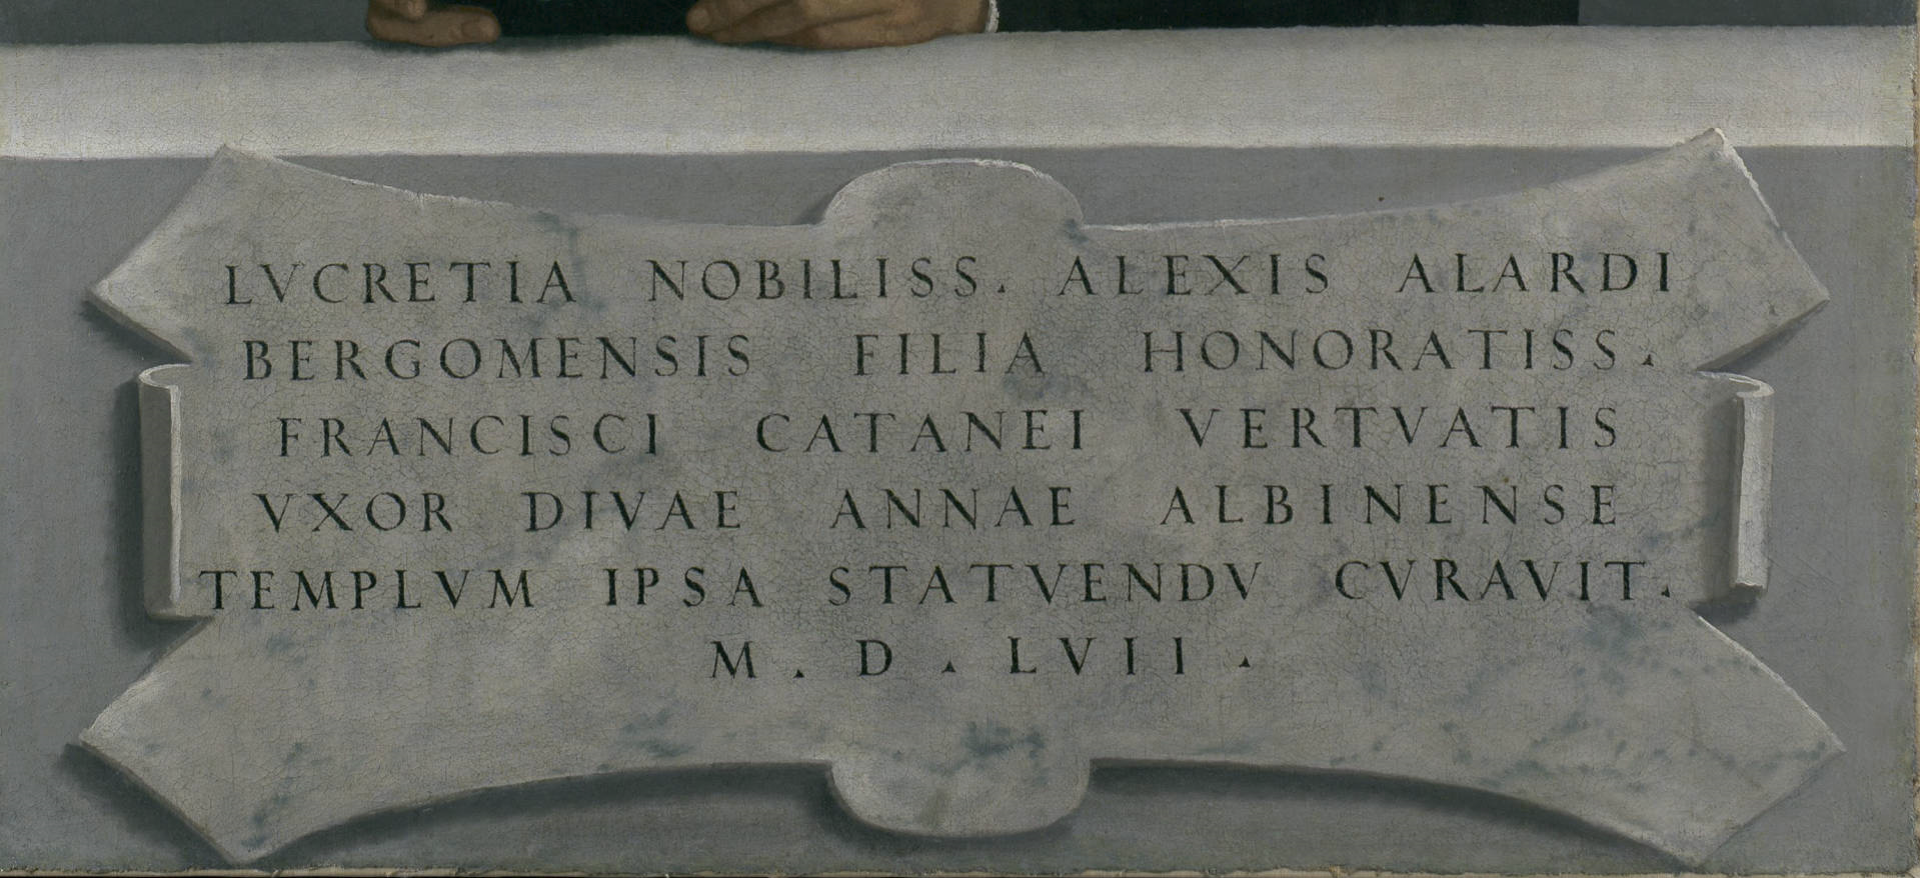 LVCRETIA NOBILISS. ALEXIS ALARDI
BERGOMENSIS FILIA HONORATISS.
FRANCISCI CATANEI VERTVATIS
VXOR DIVAE ANNAE ALBINENSE
TEMPLVM IPSA STATVENDV CVRAVIT.
M . D . LVII .